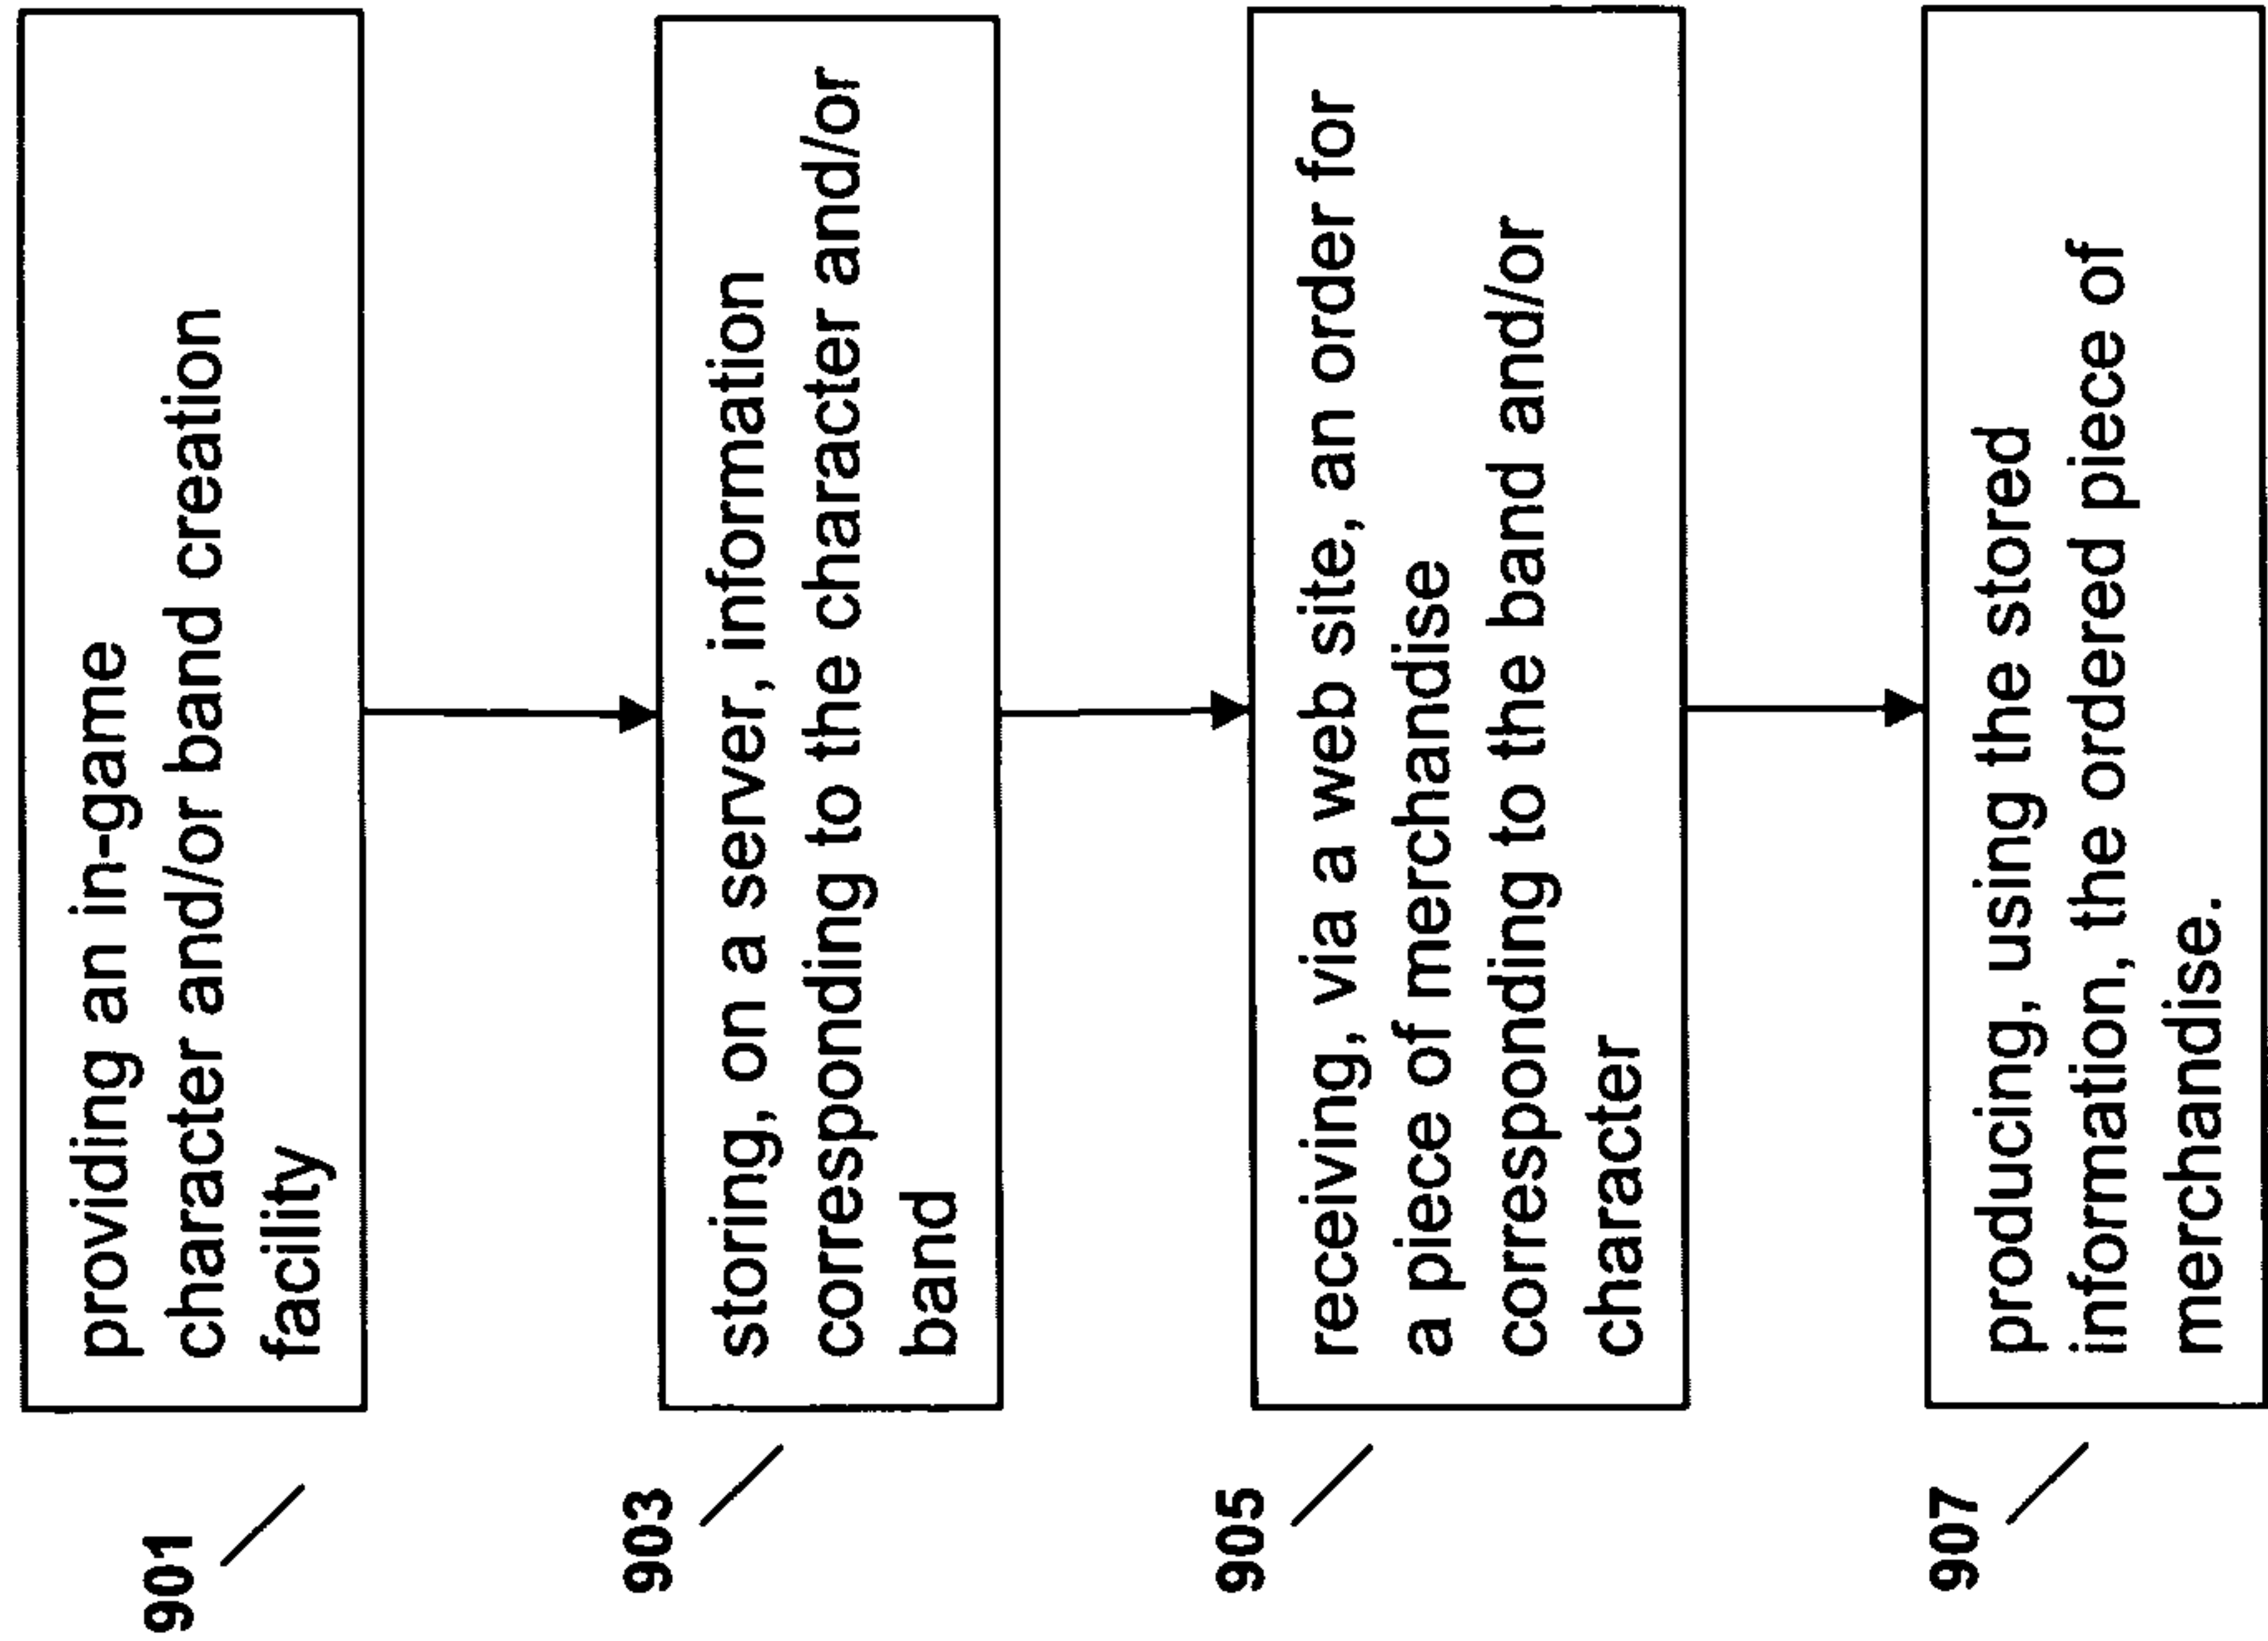 901
providing an in-game
character and/or band creation
facility
903
storing, on a server, information
corresponding to the character and/or
band
905
receiving, via a web site, an order for
a piece of merchandise
corresponding to the band and/or
character
907
producing, using the stored
information, the ordered piece of
merchandise.